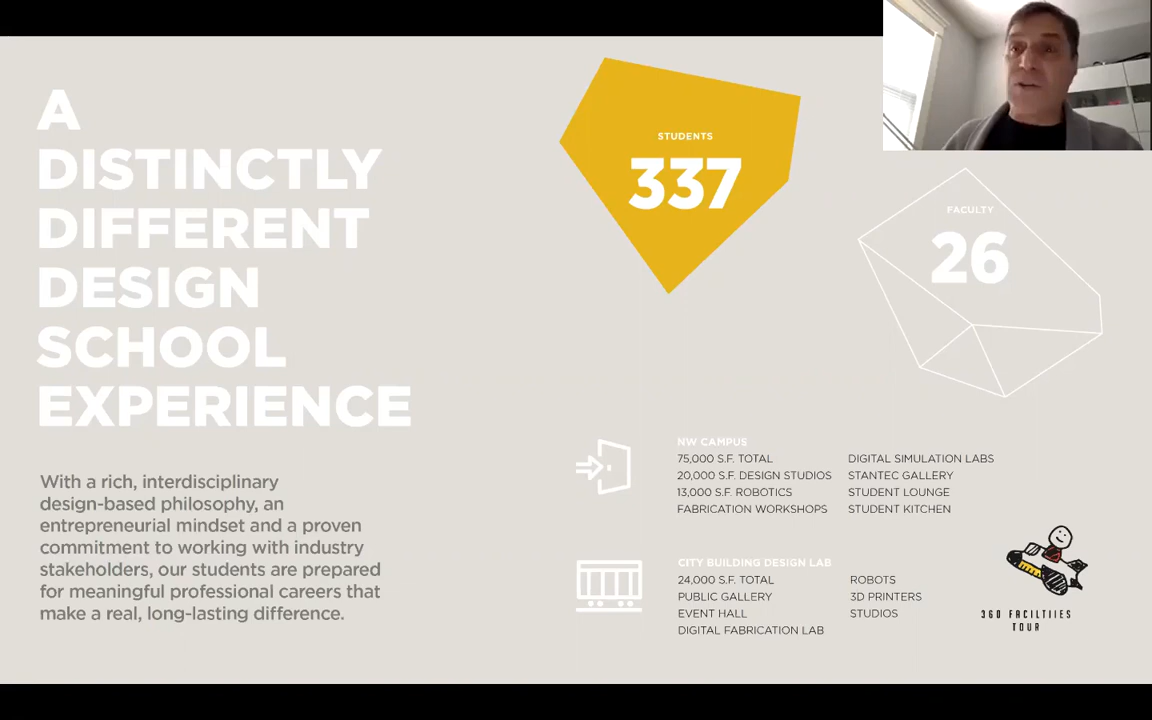 A
DISTINCTLY
DIFFERENT
DESIGN
SCHOOL
EXPERIENCE
With a rich, interdisciplinary
design-based philosophy, an
entrepreneurial mindset and a proven
commitment to working with industry
stakeholders, our students are prepared
for meaningful professional careers that
make a real, long-lasting difference.
STUDENTS
337
FACULTY
26
NW CAMPUS
75,000 S.F. TOTAL
20,000 S.F. DESIGN STUDIOS
13,000 S.F. ROBOTICS
FABRICATION WORKSHOPS
DIGITAL SIMULATION LABS
STANTEC GALLERY
STUDENT LOUNGE
STUDENT KITCHEN
CITY BUILDING DESIGN LAB
24,000 S.F. TOTAL
PUBLIC GALLERY
EVENT HALL
DIGITAL FABRICATION LAB
ROBOTS
3D PRINTERS
STUDIOS
360 FACILTIIES
TOUR